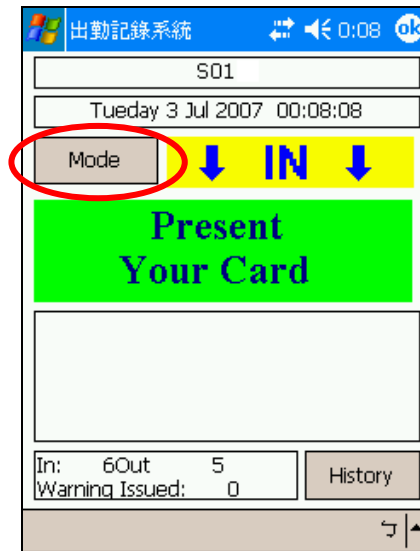 出勤記錄系統 0:08 ok
S01
Tueday 3 Jul 2007 00:08:08
Mode IN
Present
Your Card
In: 6Out 5
Warning Issued: 0
History
ㄅ